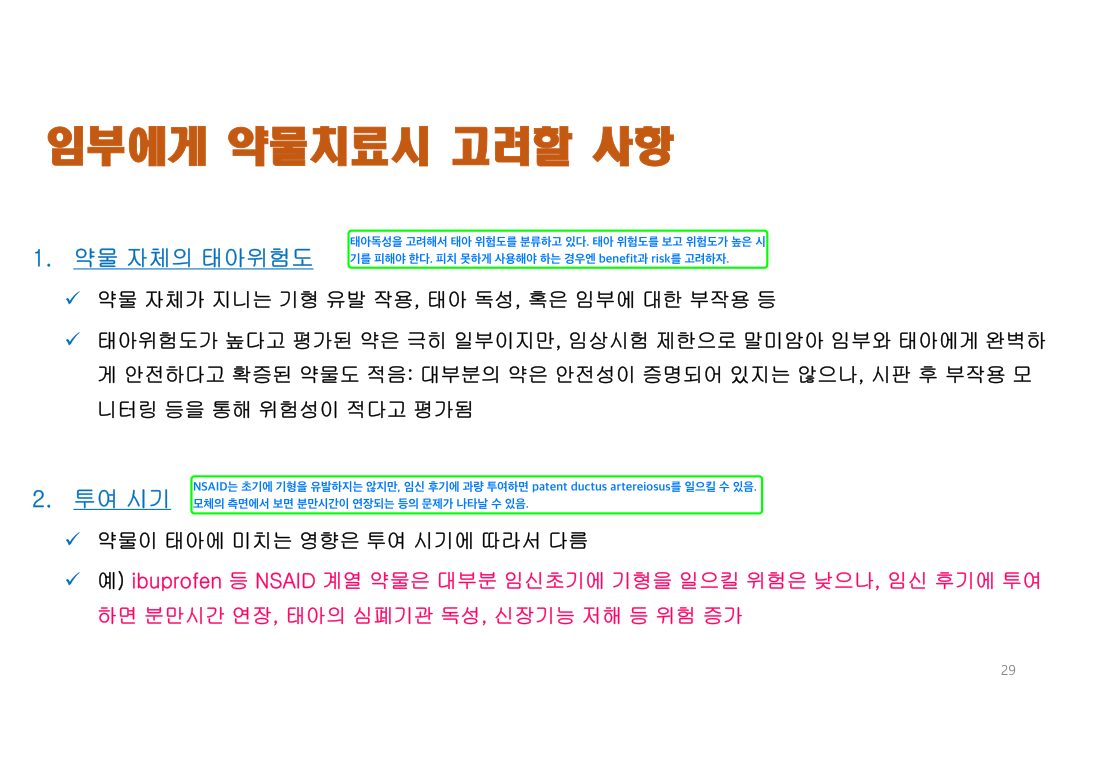 임부에게 약물치료시 고려할 사항
1. 약물 자체의 태아위험도
태아독성을 고려해서 태아 위험도를 분류하고 있다. 태아 위험도를 보고 위험도가 높은 시
기를 피해야 한다. 피치 못하게 사용해야 하는 경우엔 benefit과 risk를 고려하자.
✓ 약물 자체가 지니는 기형 유발 작용, 태아 독성, 혹은 임부에 대한 부작용 등
✓ 태아위험도가 높다고 평가된 약은 극히 일부이지만, 임상시험 제한으로 말미암아 임부와 태아에게 완벽하
게 안전하다고 확증된 약물도 적음: 대부분의 약은 안전성이 증명되어 있지는 않으나, 시판 후 부작용 모
니터링 등을 통해 위험성이 적다고 평가됨
2. 투여 시기
NSAID는 초기에 기형을 유발하지는 않지만, 임신 후기에 과량 투여하면 patent ductus artereiosus를 일으킬 수 있음.
모체의 측면에서 보면 분만시간이 연장되는 등의 문제가 나타날 수 있음.
✓ 약물이 태아에 미치는 영향은 투여 시기에 따라서 다름
✓ 예) ibuprofen 등 NSAID 계열 약물은 대부분 임신초기에 기형을 일으킬 위험은 낮으나, 임신 후기에 투여
하면 분만시간 연장, 태아의 심폐기관 독성, 신장기능 저해 등 위험 증가
29